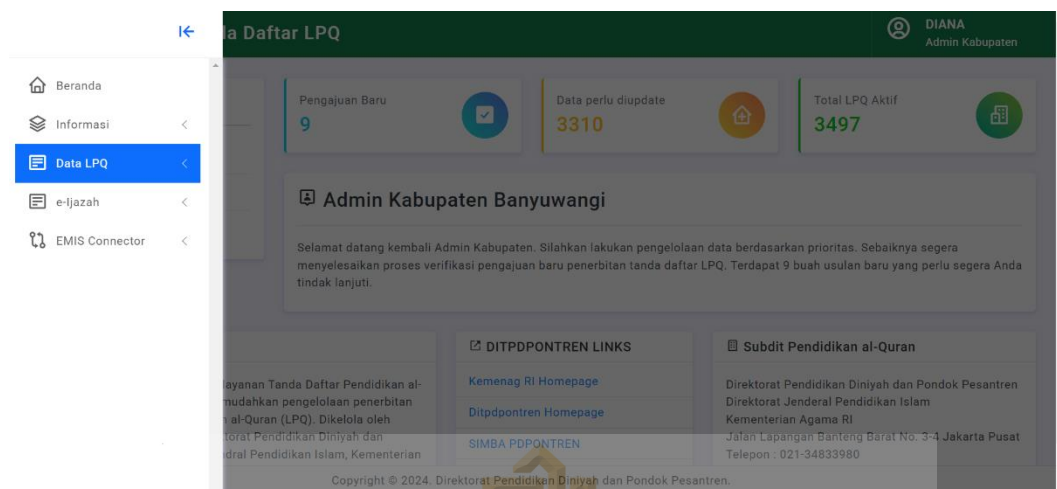 la Daftar LPQ
DIANA
Admin Kabupaten
Beranda
Informasi
Data LPQ
e-Ijazah
EMIS Connector
Pengajuan Baru
9
Data perlu diupdate
3310
Total LPQ Aktif
3497
Admin Kabupaten Banyuwangi
Selamat datang kembali Admin Kabupaten. Silahkan lakukan pengelolaan data berdasarkan prioritas. Sebaiknya segera
menyelesaikan proses verifikasi pengajuan baru penerbitan tanda daftar LPQ. Terdapat 9 buah usulan baru yang perlu segera Anda
tindak lanjuti.
ayanan Tanda Daftar Pendidikan al-
mudahkan pengelolaan penerbitan
al-Quran (LPQ). Dikelola oleh
torat Pendidikan Diniyah dan
dral Pendidikan Islam, Kementerian
DITPDPONTREN LINKS
Kemenag RI Homepage
Ditpdpontren Homepage
SIMBA PDPONTREN
Subdit Pendidikan al-Quran
Direktorat Pendidikan Diniyah dan Pondok Pesantren
Direktorat Jenderal Pendidikan Islam
Kementerian Agama RI
Jalan Lapangan Banteng Barat No. 3-4 Jakarta Pusat
Telepon : 021-34833980
Copyright © 2024. Direktorat Pendidikan Diniyah dan Pondok Pesantren.